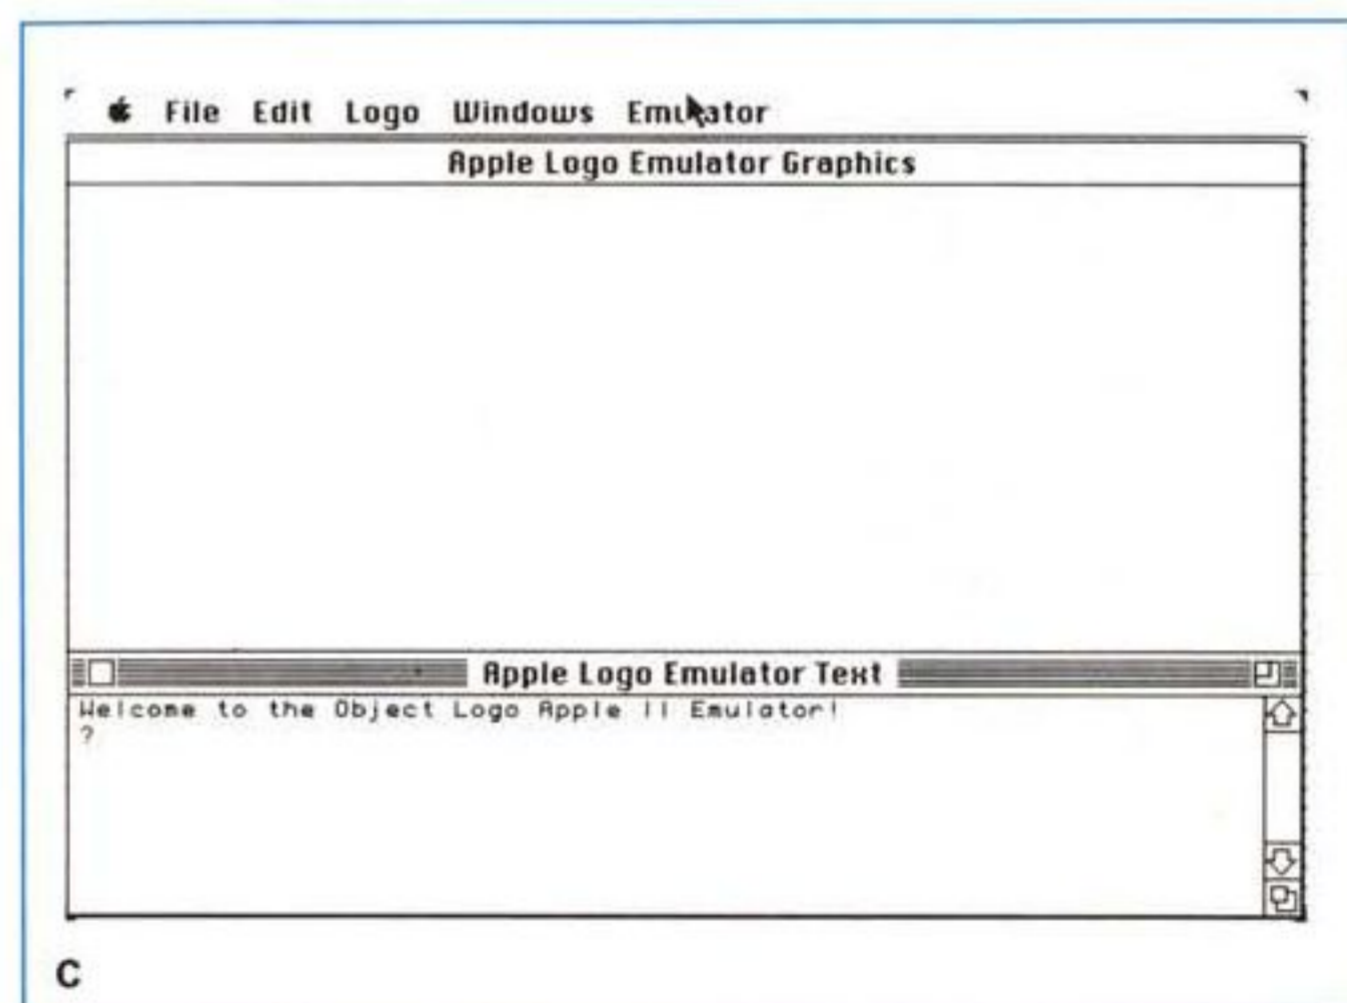 File Edit Logo Windows Emulator
Apple Logo Emulator Graphics
Apple Logo Emulator Text
Welcome to the Object Logo Apple II Emulator!
?
C